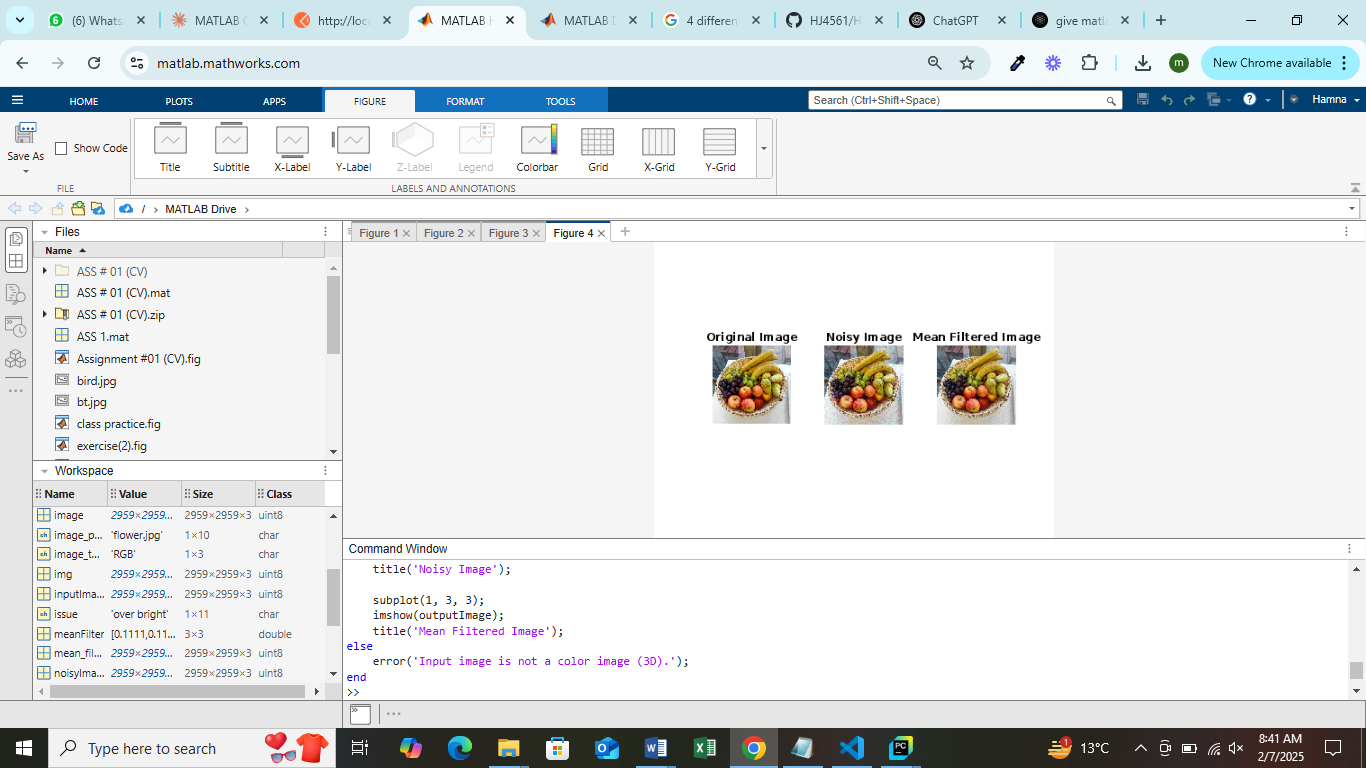 (6) Whats
MATLAB C
http://loc
MATLAB H
MATLAB D
4 differen
HJ4561/H
ChatGPT
give matl
matlab.mathworks.com
New Chrome available
HOME
PLOTS
APPS
FIGURE
FORMAT
TOOLS
Search (Ctrl+Shift+Space)
Hamna
Save As
Show Code
Title
Subtitle
X-Label
Y-Label
Z-Label
Legend
Colorbar
Grid
X-Grid
Y-Grid
FILE
LABELS AND ANNOTATIONS
/ › MATLAB Drive ›
Files
Name
ASS # 01 (CV)
ASS # 01 (CV).mat
ASS # 01 (CV).zip
ASS 1.mat
Assignment #01 (CV).fig
bird.jpg
bt.jpg
class practice.fig
exercise(2).fig
Workspace
Name Value Size Class
image 2959×2959... 2959×2959×3 uint8
image_p... 'flower.jpg' 1×10 char
image_t... 'RGB' 1×3 char
img 2959×2959... 2959×2959×3 uint8
inputIma... 2959×2959... 2959×2959×3 uint8
issue 'over bright' 1×11 char
meanFilter [0.1111,0.11... 3×3 double
mean_fil... 2959×2959... 2959×2959×3 uint8
noisyIma... 2959×2959... 2959×2959×3 uint8
Figure 1 Figure 2 Figure 3 Figure 4
Original Image
Noisy Image
Mean Filtered Image
Command Window
title('Noisy Image');
subplot(1, 3, 3);
imshow(outputImage);
title('Mean Filtered Image');
else
error('Input image is not a color image (3D).');
end
>>
Type here to search
13°C
8:41 AM
2/7/2025